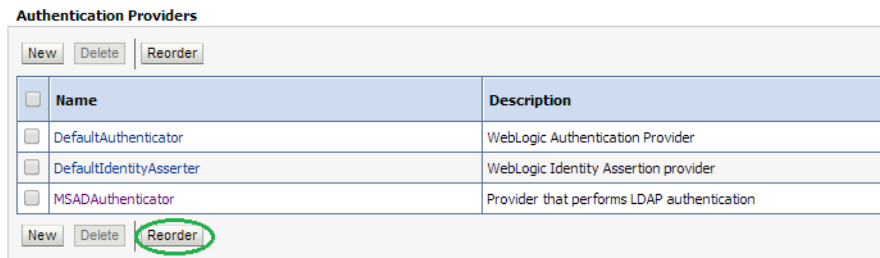 Authentication Providers
New Delete Reorder
Name Description
DefaultAuthenticator WebLogic Authentication Provider
DefaultIdentityAsserter WebLogic Identity Assertion provider
MSADAuthenticator Provider that performs LDAP authentication
New Delete Reorder